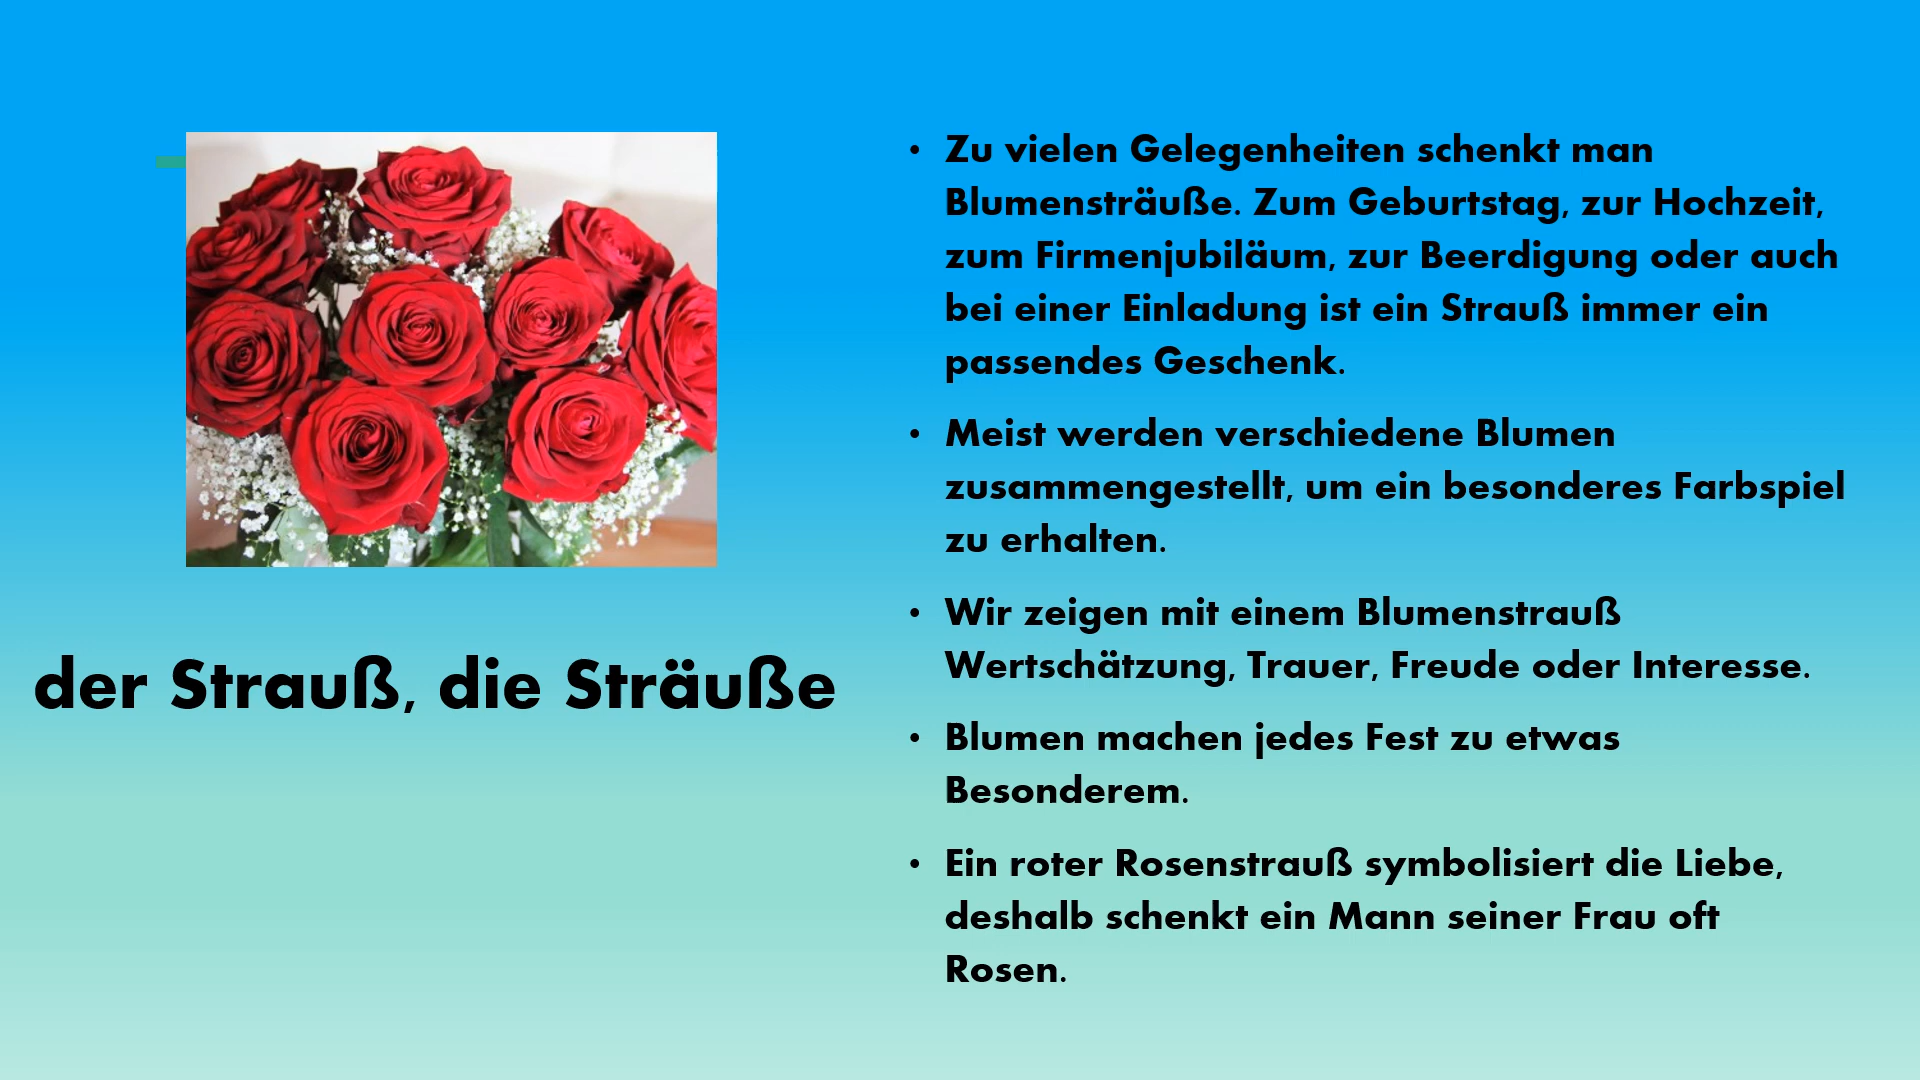 der Strauß, die Sträuße
• Zu vielen Gelegenheiten schenkt man
Blumensträuße. Zum Geburtstag, zur Hochzeit,
zum Firmenjubiläum, zur Beerdigung oder auch
bei einer Einladung ist ein Strauß immer ein
passendes Geschenk.
• Meist werden verschiedene Blumen
zusammengestellt, um ein besonderes Farbspiel
zu erhalten.
• Wir zeigen mit einem Blumenstrauß
Wertschätzung, Trauer, Freude oder Interesse.
• Blumen machen jedes Fest zu etwas
Besonderem.
• Ein roter Rosenstrauß symbolisiert die Liebe,
deshalb schenkt ein Mann seiner Frau oft
Rosen.